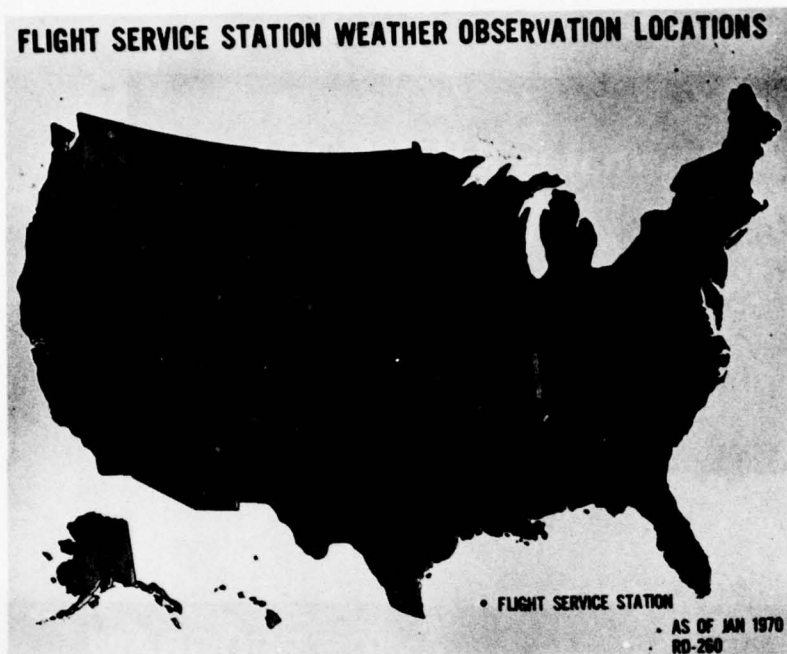 FLIGHT SERVICE STATION WEATHER OBSERVATION LOCATIONS
• FLIGHT SERVICE STATION
AS OF JAN 1970
RD-260